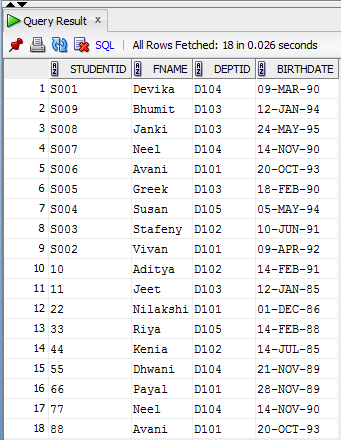 Query Result x
SQL | All Rows Fetched: 18 in 0.026 seconds
STUDENTID FNAME DEPTID BIRTHDATE
1 S001 Devika D104 09-MAR-90
2 S009 Bhumit D103 12-JAN-94
3 S008 Janki D103 24-MAY-95
4 S007 Neel D104 14-NOV-90
5 S006 Avani D101 20-OCT-93
6 S005 Greek D103 18-FEB-90
7 S004 Susan D105 05-MAY-94
8 S003 Stafeny D102 10-JUN-91
9 S002 Vivan D101 09-APR-92
10 10 Aditya D102 14-FEB-91
11 11 Jeet D103 12-JAN-85
12 22 Nilakshi D101 01-DEC-86
13 33 Riya D105 14-FEB-88
14 44 Kenia D102 14-JUL-85
15 55 Dhwani D104 21-NOV-89
16 66 Payal D101 28-NOV-89
17 77 Neel D104 14-NOV-90
18 88 Avani D101 20-OCT-93